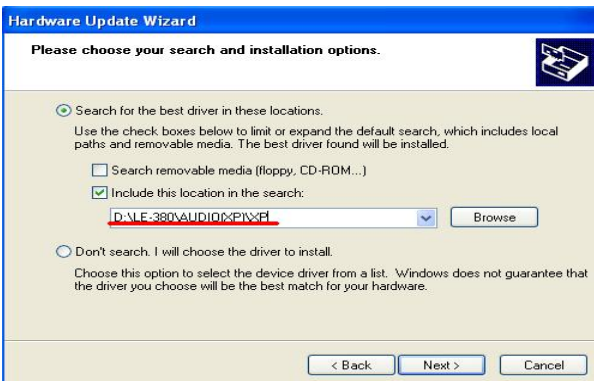 Hardware Update Wizard
Please choose your search and installation options.
Search for the best driver in these locations.
Use the check boxes below to limit or expand the default search, which includes local
paths and removable media. The best driver found will be installed.
Search removable media (floppy, CD-ROM...)
Include this location in the search:
D:\LE-380\AUDIO(XP)\XP
Browse
Don't search. I will choose the driver to install.
Choose this option to select the device driver from a list. Windows does not guarantee that
the driver you choose will be the best match for your hardware.
< Back
Next >
Cancel